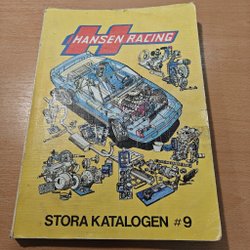 HANSEN RACING
STORA KATALOGEN #9